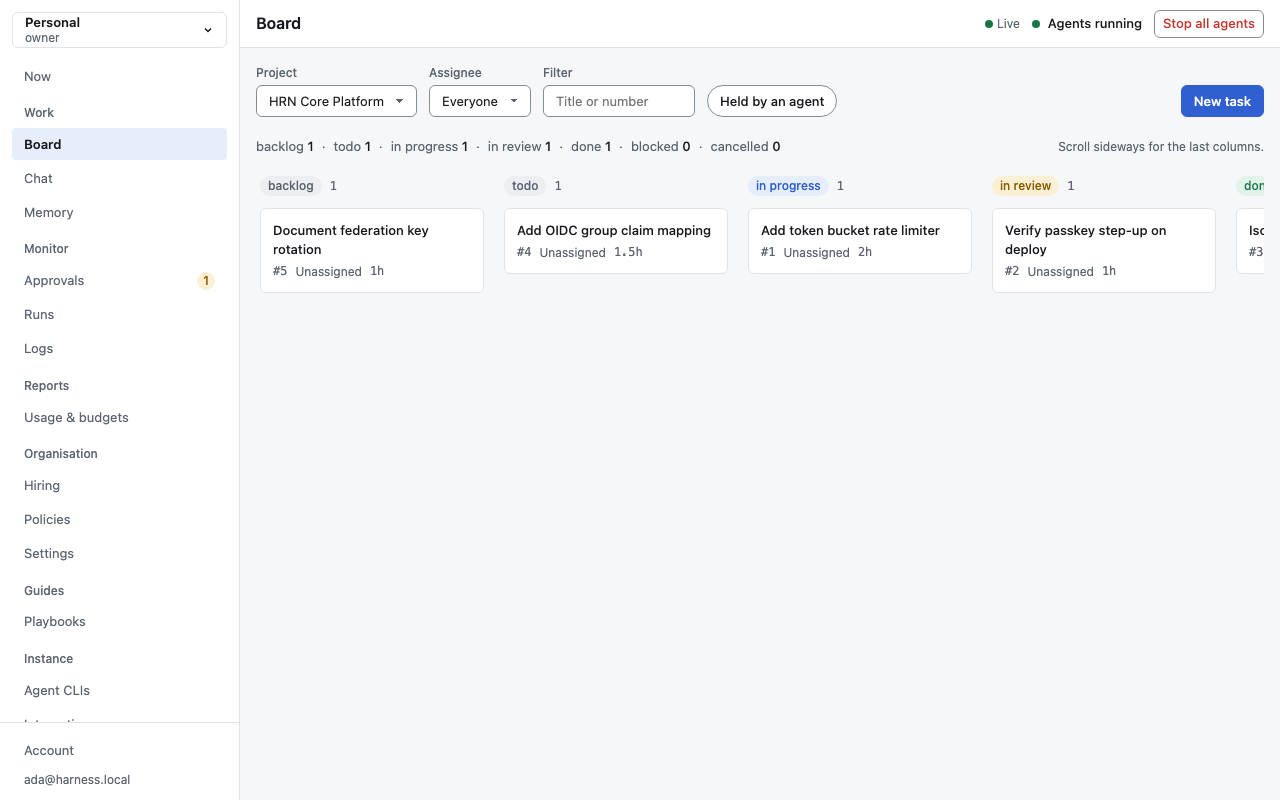 Personal
owner
Now
Work
Board
Chat
Memory
Monitor
Approvals 1
Runs
Logs
Reports
Usage & budgets
Organisation
Hiring
Policies
Settings
Guides
Playbooks
Instance
Agent CLIs
Account
ada@harness.local
Board
Live Agents running Stop all agents
Project Assignee Filter
HRN Core Platform Everyone Title or number Held by an agent New task
backlog 1 · todo 1 · in progress 1 · in review 1 · done 1 · blocked 0 · cancelled 0
Scroll sideways for the last columns.
backlog 1
Document federation key
rotation
#5 Unassigned 1h
todo 1
Add OIDC group claim mapping
#4 Unassigned 1.5h
in progress 1
Add token bucket rate limiter
#1 Unassigned 2h
in review 1
Verify passkey step-up on
deploy
#2 Unassigned 1h
#3